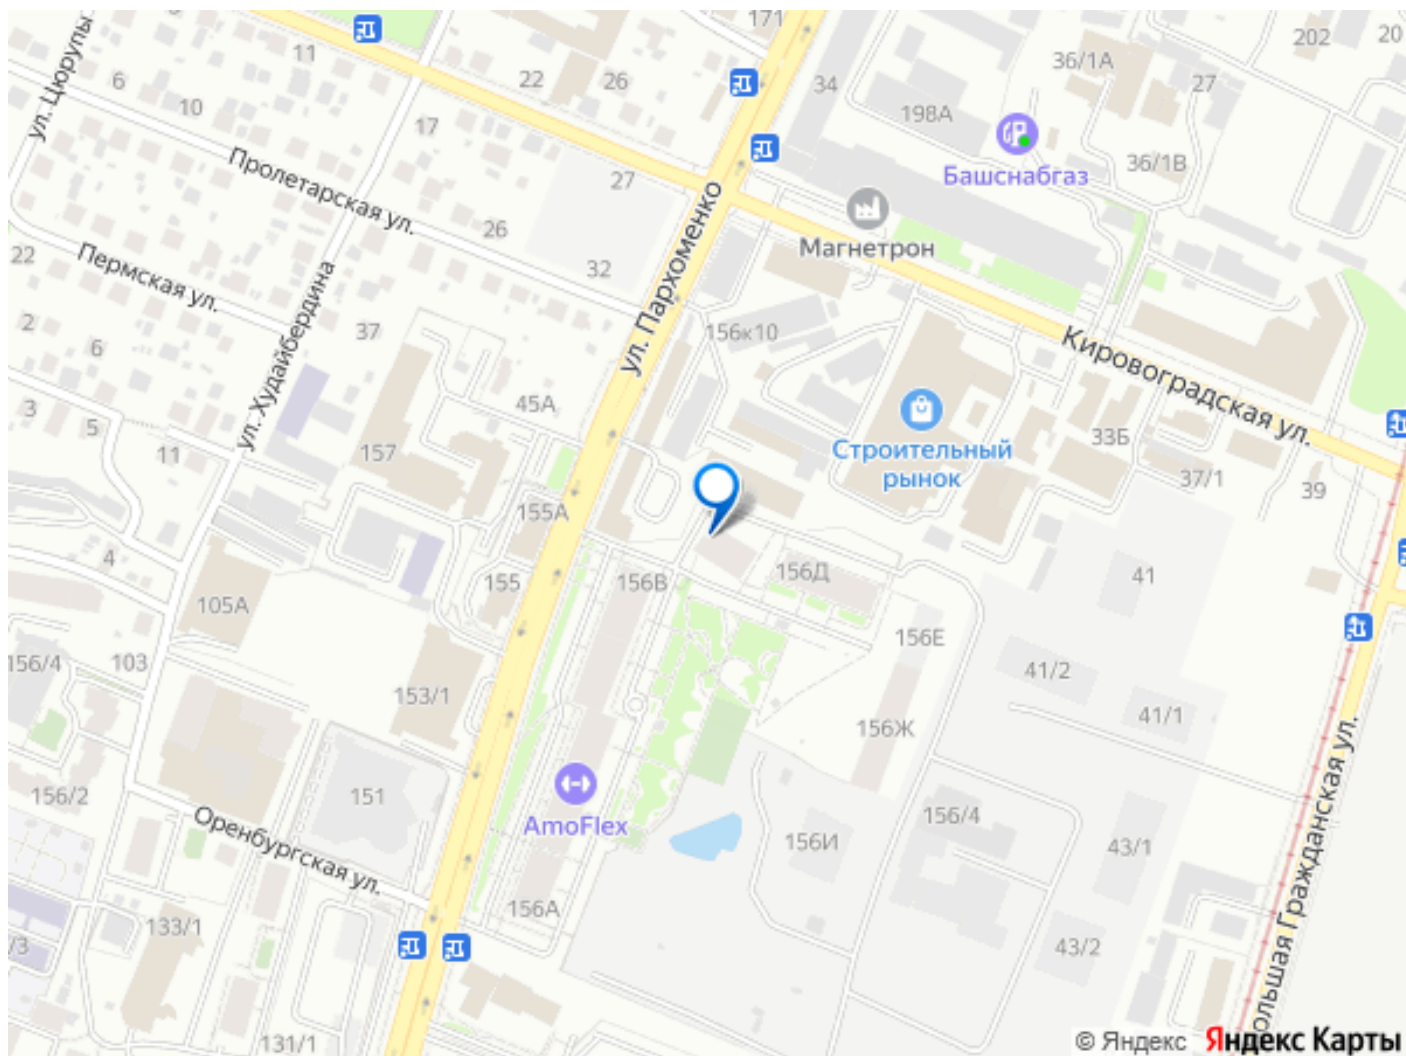 171
202
20
11
ул. Цюрупы
6
22
26
36/1А
34
27
10
198А
17
Башснабгаз
36/1В
Пролетарская ул.
27
ул. Пархоменко
Магнетрон
26
22
Пермская ул.
32
2
37
156к10
Кировоградская ул.
6
ул. Худайбердина
3
45А
5
Строительный
рынок
33Б
11
157
37/1
39
155А
4
155
156В
156Д
41
105А
156Е
156/4
103
41/2
153/1
41/1
156Ж
156/2
151
AmoFlex
156И
156/4
43/1
Оренбургская ул.
Большая Гражданская ул.
156А
133/1
/3
43/2
131/1
© Яндекс Яндекс Карты